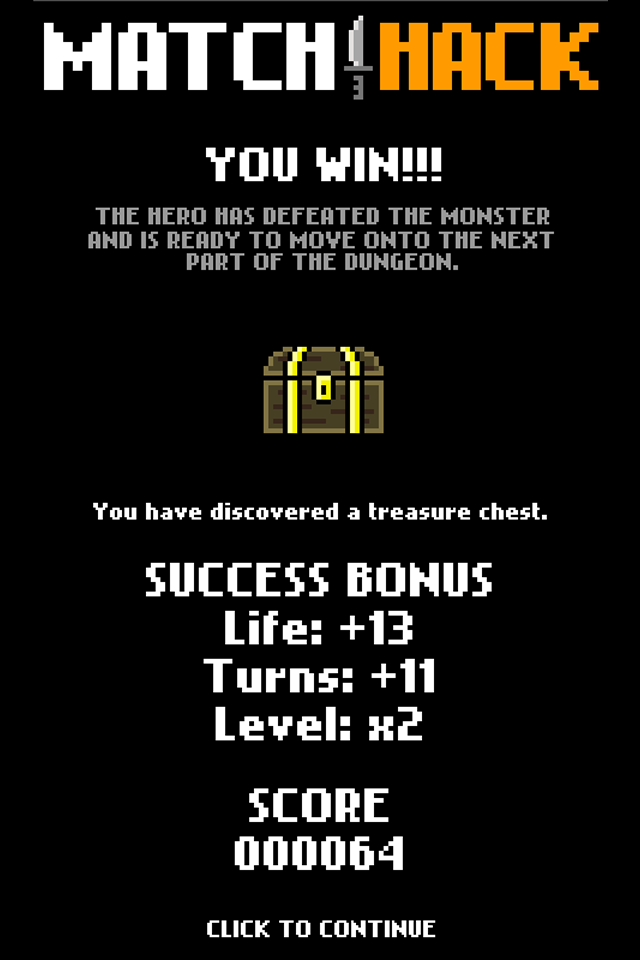 MATCH HACK
YOU WIN!!!
THE HERO HAS DEFEATED THE MONSTER
AND IS READY TO MOVE ONTO THE NEXT
PART OF THE DUNGEON.
You have discovered a treasure chest.
SUCCESS BONUS
Life: +13
Turns: +11
Level: x2
SCORE
000064
CLICK TO CONTINUE